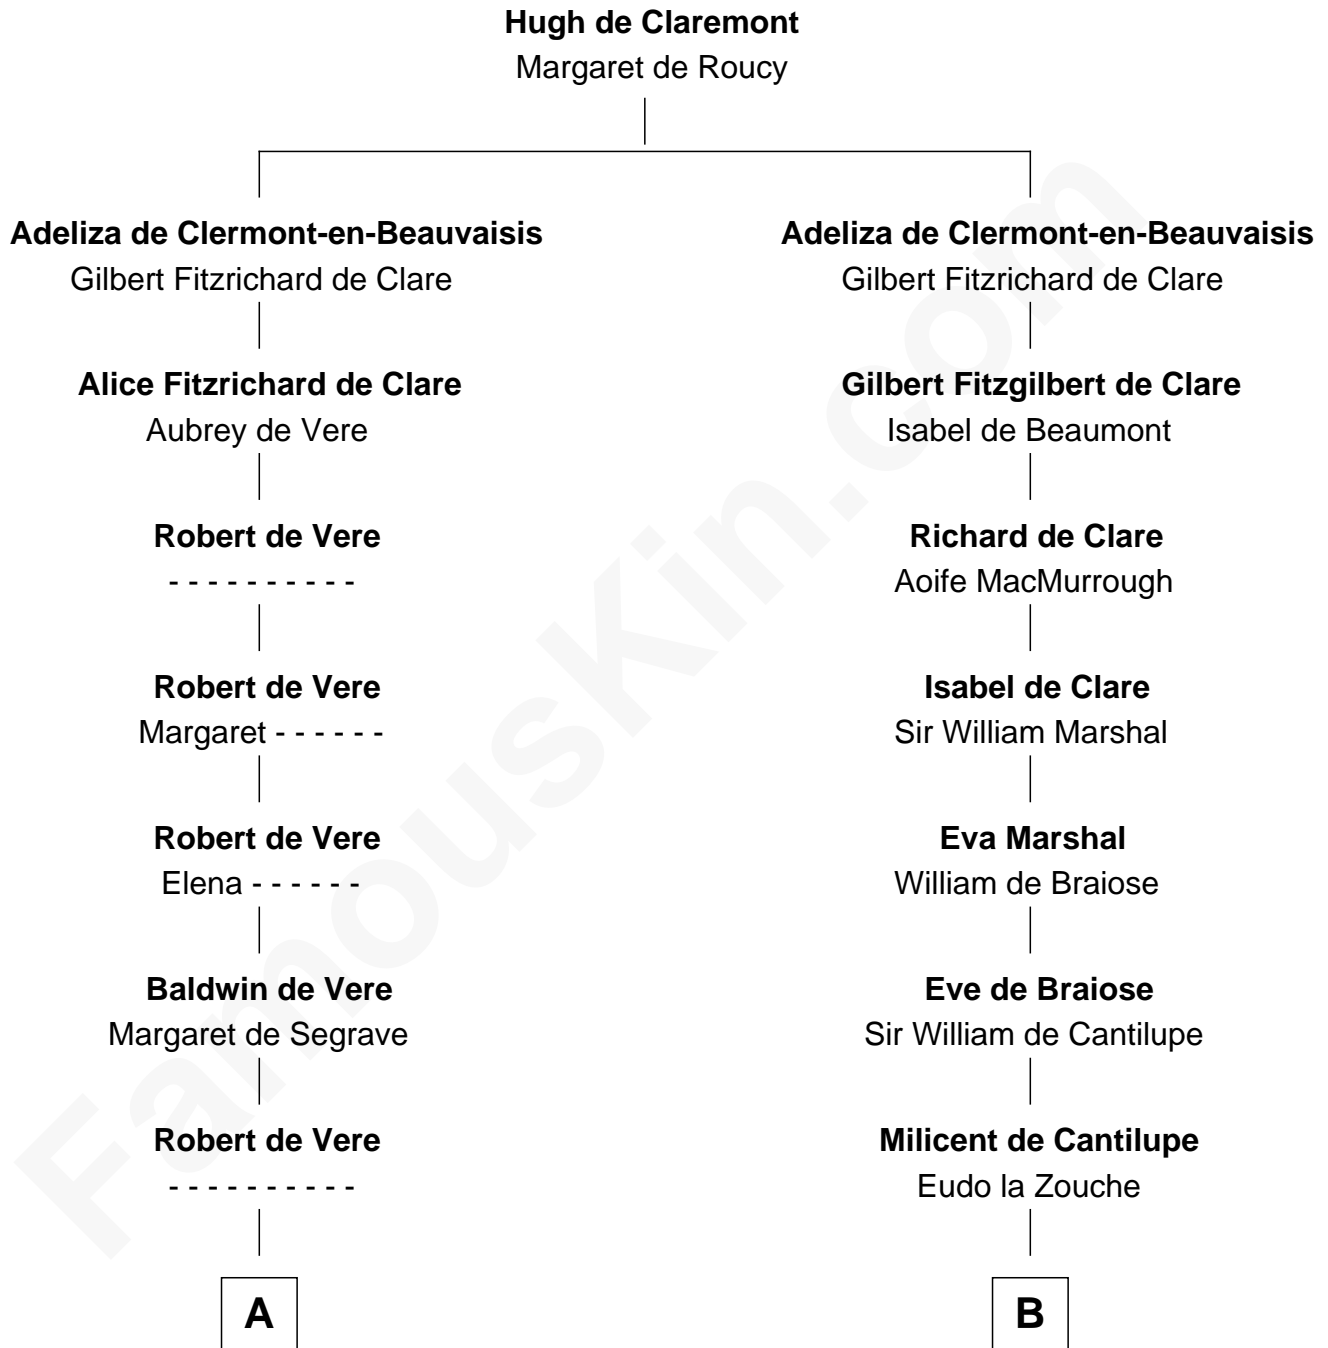 Hugh de Claremont
Margaret de Roucy
Adeliza de Clermont-en-Beauvaisis
Gilbert Fitzrichard de Clare
Alice Fitzrichard de Clare
Aubrey de Vere
Robert de Vere
- - - - - - - - - -
Robert de Vere
Margaret - - - - - -
Robert de Vere
Elena - - - - - -
Baldwin de Vere
Margaret de Segrave
Robert de Vere
- - - - - - - - - -
A
Adeliza de Clermont-en-Beauvaisis
Gilbert Fitzrichard de Clare
Gilbert Fitzgilbert de Clare
Isabel de Beaumont
Richard de Clare
Aoife MacMurrough
Isabel de Clare
Sir William Marshal
Eva Marshal
William de Braiose
Eve de Braiose
Sir William de Cantilupe
Milicent de Cantilupe
Eudo la Zouche
B
FamousKin.com